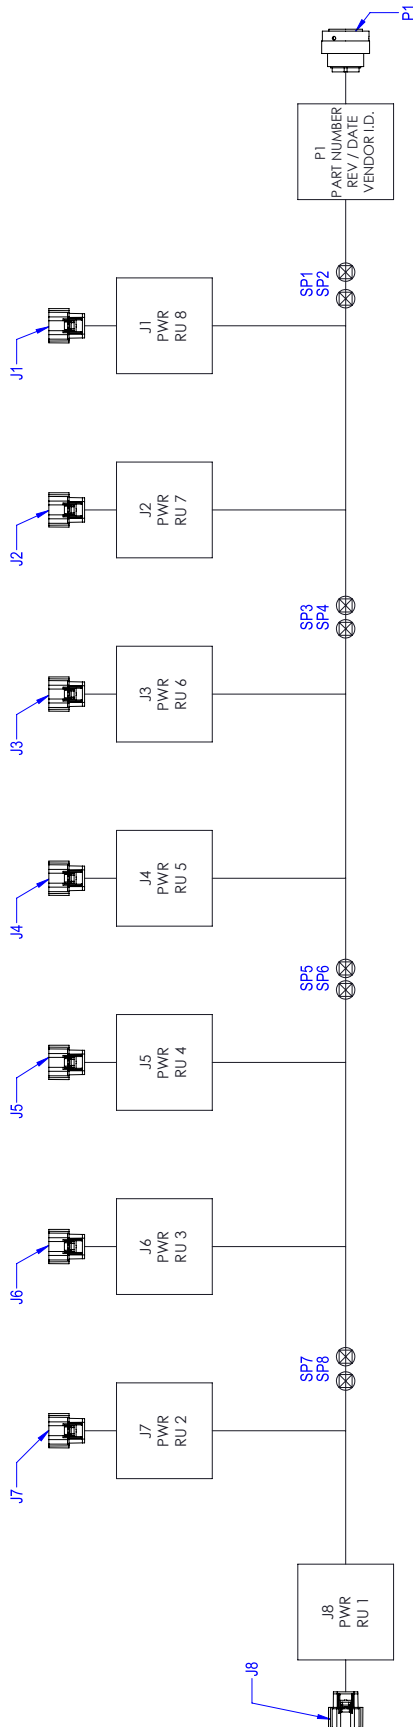 P1
P1
PART NUMBER
REV / DATE
VENDOR I.D.
SP1
SP2
J1
J1
PWR
RU 8
J2
J2
PWR
RU 7
SP3
SP4
J3
J3
PWR
RU 6
J4
J4
PWR
RU 5
SP5
SP6
J5
J5
PWR
RU 4
J6
J6
PWR
RU 3
SP7
SP8
J7
J7
PWR
RU 2
J8
J8
PWR
RU 1